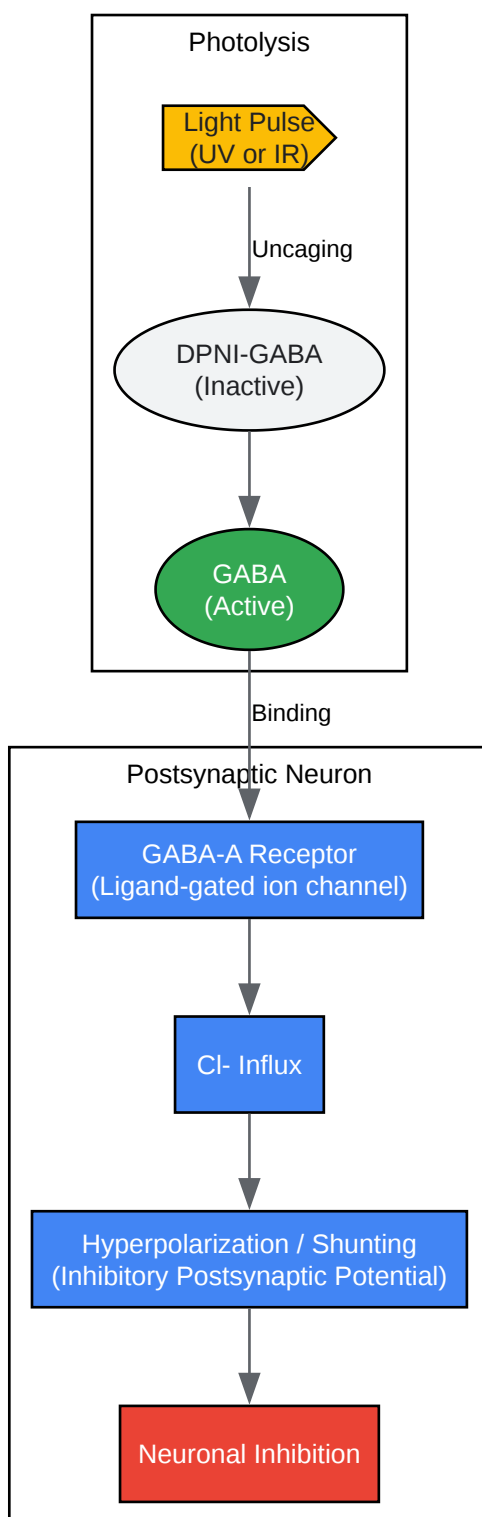 Photolysis
Light Pulse
(UV or IR)
Uncaging
DPNI-GABA
(Inactive)
GABA
(Active)
Binding
Postsynaptic Neuron
GABA-A Receptor
(Ligand-gated ion channel)
Cl- Influx
Hyperpolarization / Shunting
(Inhibitory Postsynaptic Potential)
Neuronal Inhibition